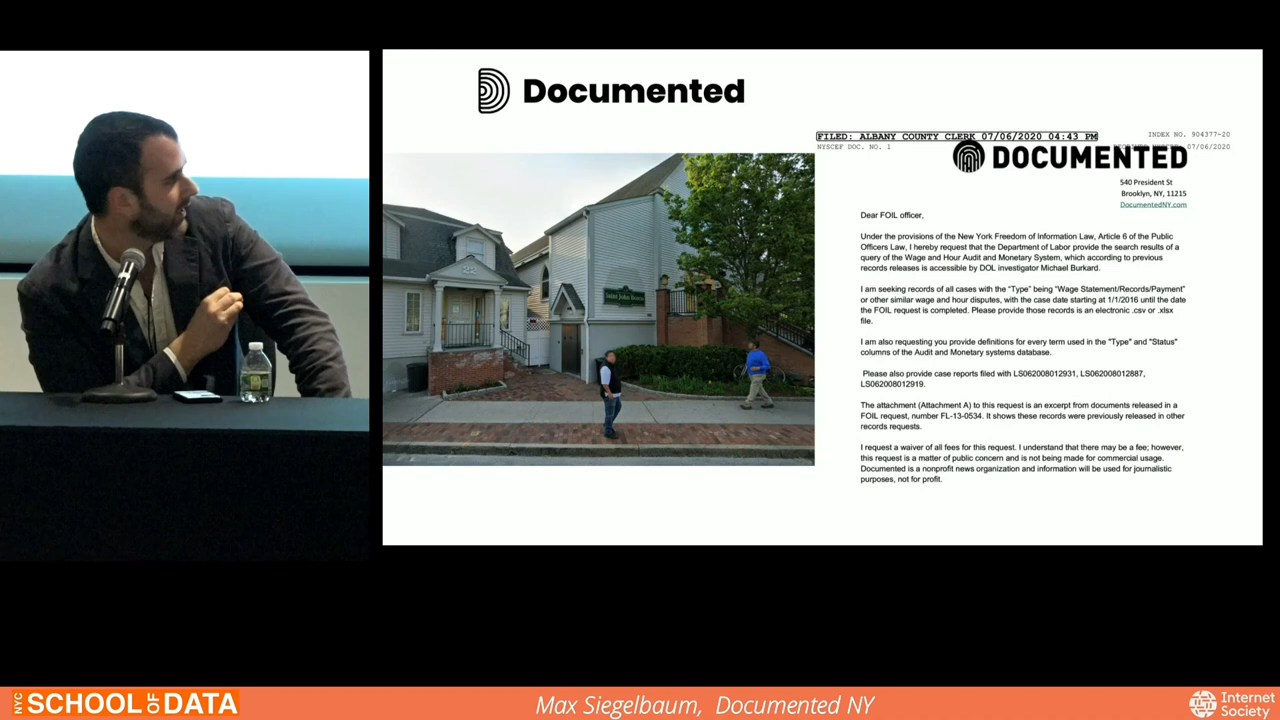 Documented
FILED: ALBANY COUNTY CLERK 07/06/2020 04:43 PM
INDEX NO. 904377-20
NYSCEF DOC. NO. 1
07/06/2020
DOCUMENTED
540 President St
Brooklyn, NY, 11215
DocumentedNY.com
Dear FOIL officer,
Under the provisions of the New York Freedom of Information Law, Article 6 of the Public
Officers Law, I hereby request that the Department of Labor provide the search results of a
query of the Wage and Hour Audit and Monetary System, which according to previous
records releases is accessible by DOL investigator Michael Burkard.
I am seeking records of all cases with the "Type" being "Wage Statement/Records/Payment"
or other similar wage and hour disputes, with the case date starting at 1/1/2016 until the date
the FOIL request is completed. Please provide those records is an electronic .csv or .xlsx
file.
I am also requesting you provide definitions for every term used in the "Type" and "Status"
columns of the Audit and Monetary systems database.
Please also provide case reports filed with LS062008012931, LS062008012887,
LS062008012919.
The attachment (Attachment A) to this request is an excerpt from documents released in a
FOIL request, number FL-13-0534. It shows these records were previously released in other
records requests.
I request a waiver of all fees for this request. I understand that there may be a fee; however,
this request is a matter of public concern and is not being made for commercial usage.
Documented is a nonprofit news organization and information will be used for journalistic
purposes, not for profit.
22
NYC SCHOOL OF DATA
Max Siegelbaum, Documented NY
Internet
Society